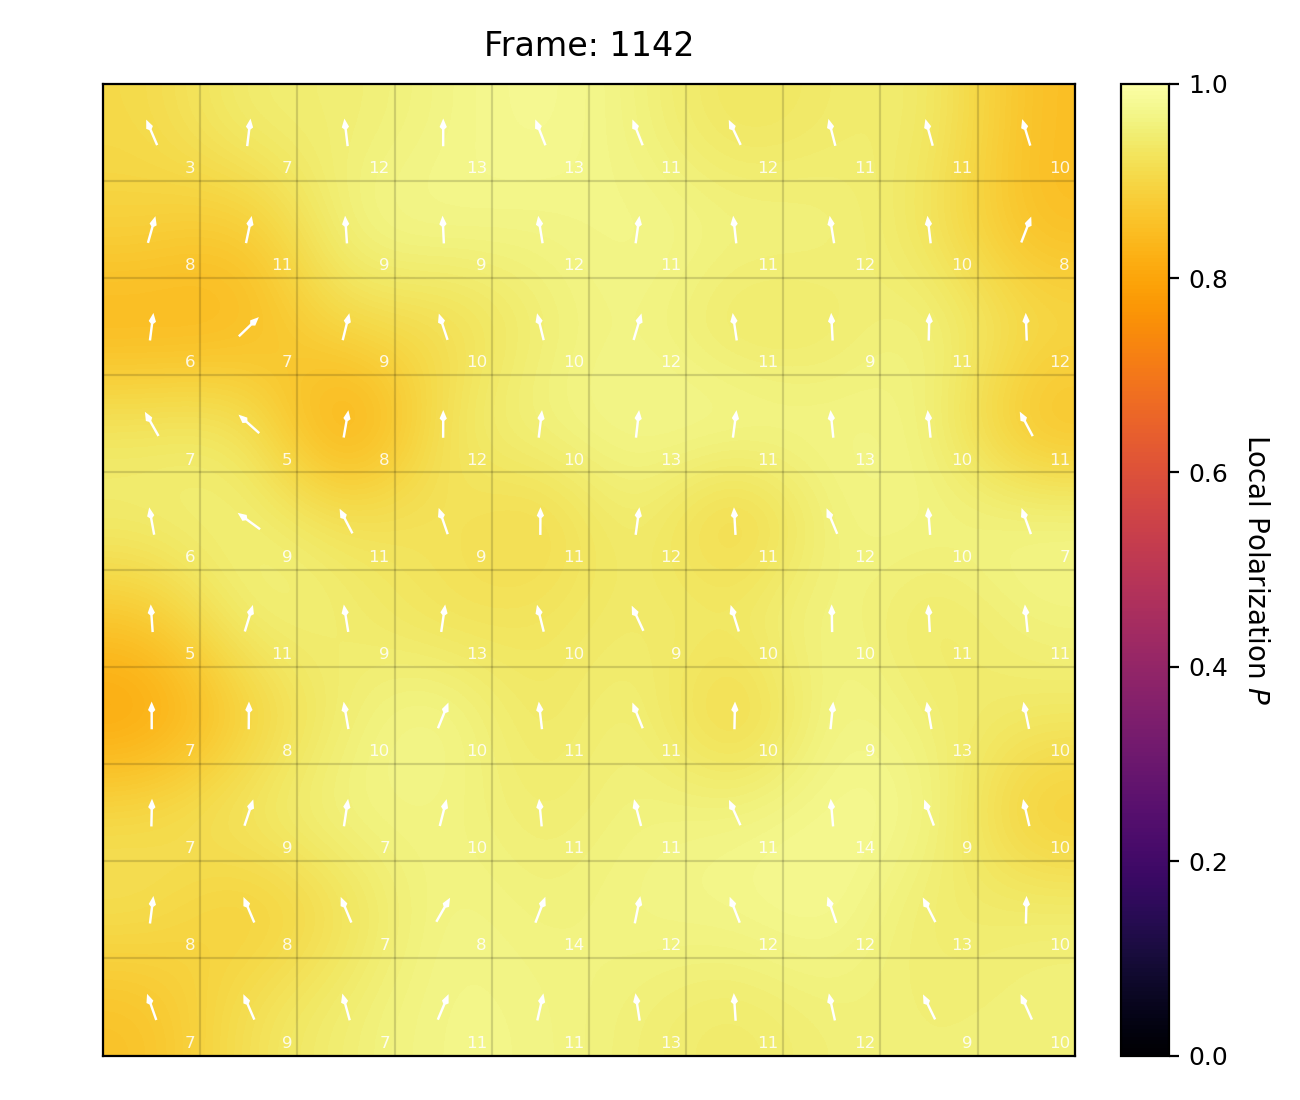 Frame: 1142
3 7 12 13 13 11 12 11 11 10
8 11 9 9 12 11 11 12 10 8
6 7 9 10 10 12 11 9 11 12
7 5 8 12 10 13 11 13 10 11
6 9 11 9 11 12 11 12 10 7
5 11 9 13 10 9 10 10 11 11
7 8 10 10 11 11 10 9 13 10
7 9 7 10 11 11 11 14 9 10
8 8 7 8 14 12 12 12 13 10
7 9 7 11 11 13 11 12 9 10
1.0
0.8
0.6
0.4
0.2
0.0
Local Polarization P